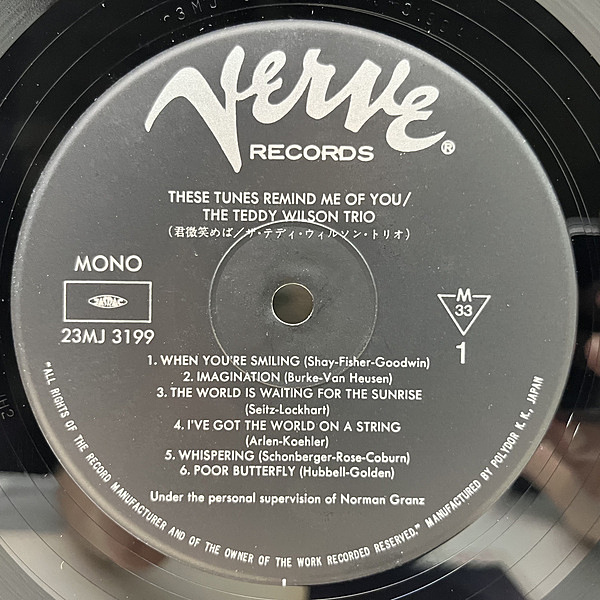 Verve®
RECORDS
THESE TUNES REMIND ME OF YOU/
THE TEDDY WILSON TRIO
(君微笑めば/ザ・テディ・ウィルソン・トリオ)
MONO
JASRAC
23MJ 3199
M
33
1
1. WHEN YOU'RE SMILING (Shay-Fisher-Goodwin)
2. IMAGINATION (Burke-Van Heusen)
3. THE WORLD IS WAITING FOR THE SUNRISE
(Seitz-Lockhart)
4. I'VE GOT THE WORLD ON A STRING
(Arlen-Koehler)
5. WHISPERING (Schonberger-Rose-Coburn)
6. POOR BUTTERFLY (Hubbell-Golden)
Under the personal supervision of Norman Granz
"ALL RIGHTS OF THE RECORD MANUFACTURER AND OF THE OWNER OF THE WORK RECORDED RESERVED." MANUFACTURED BY POLYDOR K.K., JAPAN